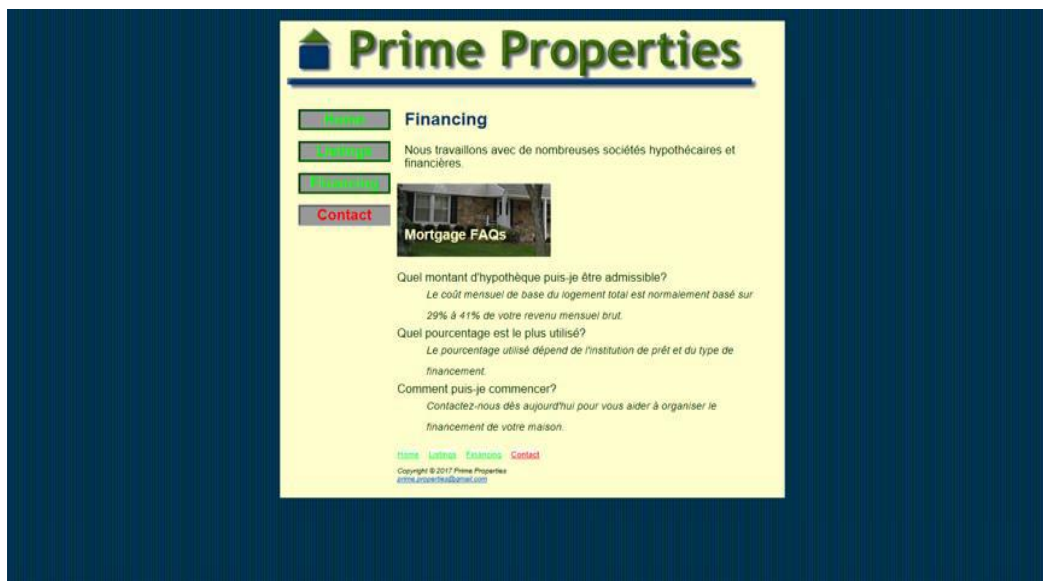 Prime Properties
Home
Listings
Financing
Contact
Financing
Nous travaillons avec de nombreuses sociétés hypothécaires et
financières.
Mortgage FAQs
Quel montant d'hypothèque puis-je être admissible?
Le coût mensuel de base du logement total est normalement basé sur
29% à 41% de votre revenu mensuel brut.
Quel pourcentage est le plus utilisé?
Le pourcentage utilisé dépend de l'institution de prêt et du type de
financement.
Comment puis-je commencer?
Contactez-nous dès aujourd'hui pour vous aider à organiser le
financement de votre maison.
Home Listings Financing Contact
Copyright © 2017 Prime Properties
prime.properties@gmail.com